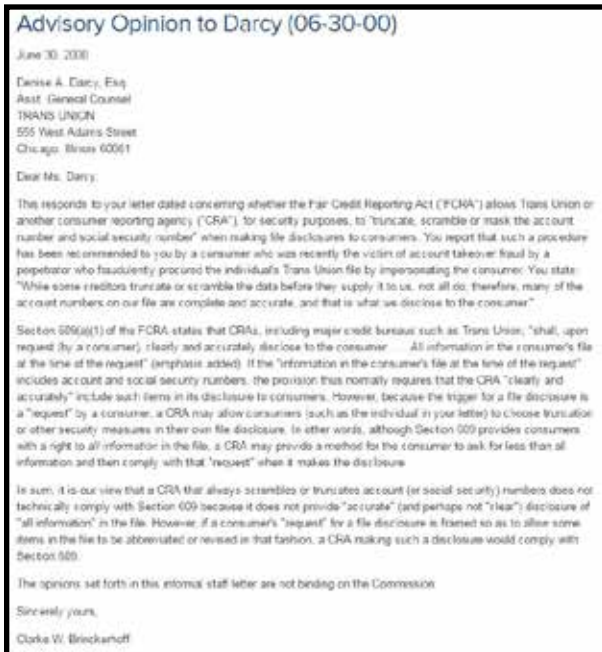 Advisory Opinion to Darcy (06-30-00)
June 30, 2000
Denise A. Darcy, Esq.
Asst. General Counsel
TRANS UNION
555 West Adams Street
Chicago, Illinois 60661
Dear Ms. Darcy:
This responds to your letter dated concerning whether the Fair Credit Reporting Act ("FCRA") allows Trans Union or
another consumer reporting agency ("CRA"), for security purposes, to "truncate, scramble or mask the account
number and social security number" when making file disclosures to consumers. You report that such a procedure
has been recommended to you by a consumer who was recently the victim of account takeover fraud by a
perpetrator who fraudulently procured the individual's Trans Union file by impersonating the consumer. You state:
"While some creditors truncate or scramble the data before they supply it to us, not all do; therefore, many of the
account numbers on our file are complete and accurate, and that is what we disclose to the consumer."
Section 609(a)(1) of the FCRA states that CRAs, including major credit bureaus such as Trans Union, "shall, upon
request (by a consumer), clearly and accurately disclose to the consumer All information in the consumer's file
at the time of the request" (emphasis added). If the "information in the consumer's file at the time of the request"
includes account and social security numbers, the provision thus normally requires that the CRA "clearly and
accurately" include such items in its disclosure to consumers. However, because the trigger for a file disclosure is
a "request" by a consumer, a CRA may allow consumers (such as the individual in your letter) to choose truncation
or other security measures in their own file disclosure. In other words, although Section 609 provides consumers
with a right to all information in the file, a CRA may provide a method for the consumer to ask for less than all
information and then comply with that "request" when it makes the disclosure.
In sum, it is our view that a CRA that always scrambles or truncates account (or social security) numbers does not
technically comply with Section 609 because it does not provide "accurate" (and perhaps not "clear") disclosure of
"all information" in the file. However, if a consumer's "request" for a file disclosure is framed so as to allow some
items in the file to be abbreviated or revised in that fashion, a CRA making such a disclosure would comply with
Section 609.
The opinions set forth in this informal staff letter are not binding on the Commission.
Sincerely yours,
Clarke W. Brinckerhoff